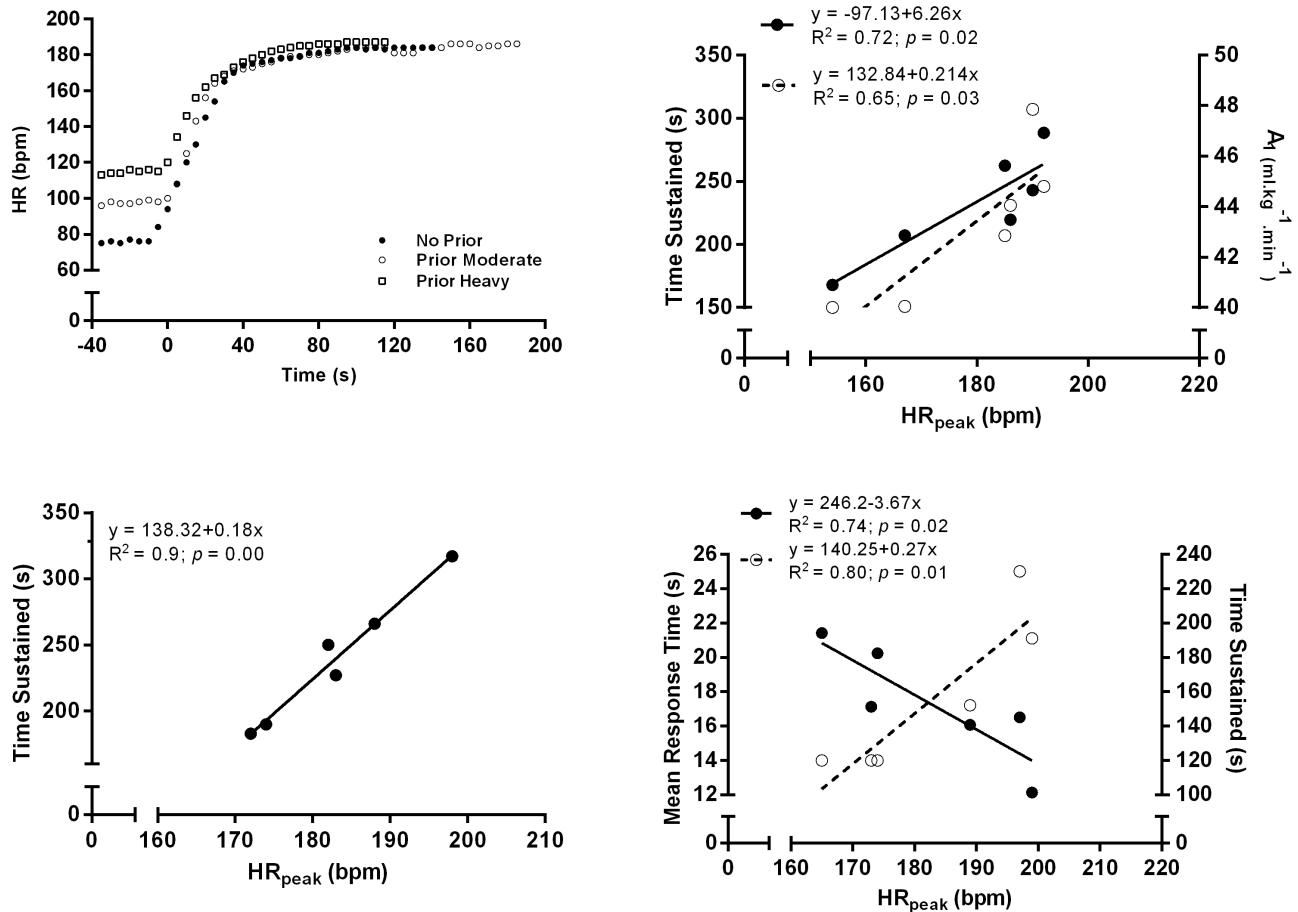 200
180
160
140
120
100
80
60
0
HR (bpm)
No Prior
Prior Moderate
Prior Heavy
-40 0 40 80 120 160 200
Time (s)
y = -97.13+6.26x
R² = 0.72; p = 0.02
y = 132.84+0.214x
R² = 0.65; p = 0.03
350
300
250
200
150
0
Time Sustained (s)
50
48
46
44
42
40
0
A1 (ml.kg⁻¹.min⁻¹)
0 160 180 200 220
HRpeak (bpm)
y = 138.32+0.18x
R² = 0.9; p = 0.00
350
300
250
200
0
Time Sustained (s)
0 160 170 180 190 200 210
HRpeak (bpm)
y = 246.2-3.67x
R² = 0.74; p = 0.02
y = 140.25+0.27x
R² = 0.80; p = 0.01
26
24
22
20
18
16
14
12
0
Mean Response Time (s)
240
220
200
180
160
140
120
100
0
Time Sustained (s)
0 160 170 180 190 200 210 220
HRpeak (bpm)